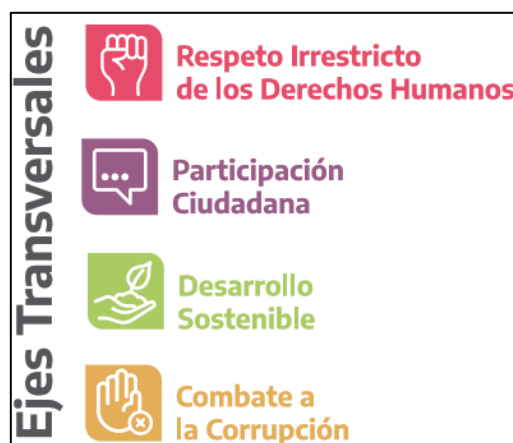 Ejes Transversales
Respeto Irrestricto
de los Derechos Humanos
Participación
Ciudadana
Desarrollo
Sostenible
Combate a
la Corrupción